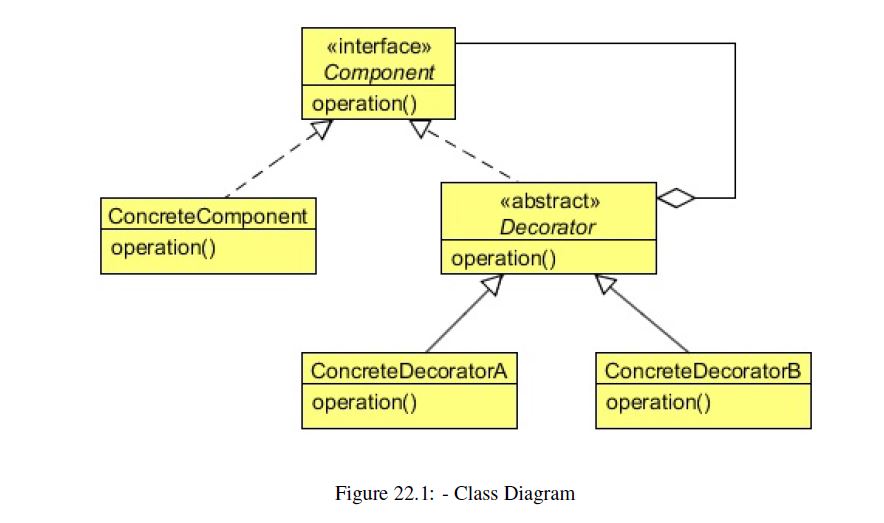 «interface»
Component
operation()
ConcreteComponent
operation()
«abstract»
Decorator
operation()
ConcreteDecoratorA
operation()
ConcreteDecoratorB
operation()
Figure 22.1: - Class Diagram